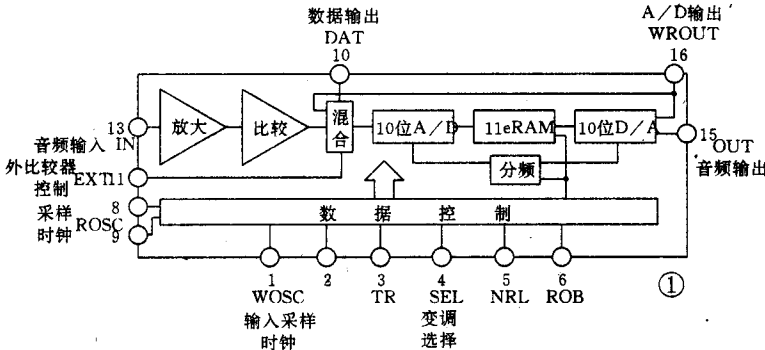 数据输出
DAT
10
A/D输出
WROUT
16
13
音频输入 IN
放大
比较
混合
10位A/D
11eRAM
10位D/A
15 OUT
音频输出
外比较器
控制
EXT11
分频
采样
时钟
8
ROSC
9
数据控制
1
WOSC
输入采样
时钟
2
3
TR
4
SEL
变调
选择
5
NRL
6
ROB
①